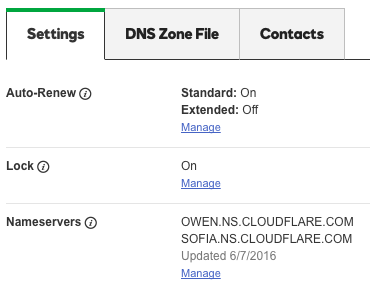 Settings
DNS Zone File
Contacts
Auto-Renew
Standard: On
Extended: Off
Manage
Lock
On
Manage
Nameservers
OWEN.NS.CLOUDFLARE.COM
SOFIA.NS.CLOUDFLARE.COM
Updated 6/7/2016
Manage